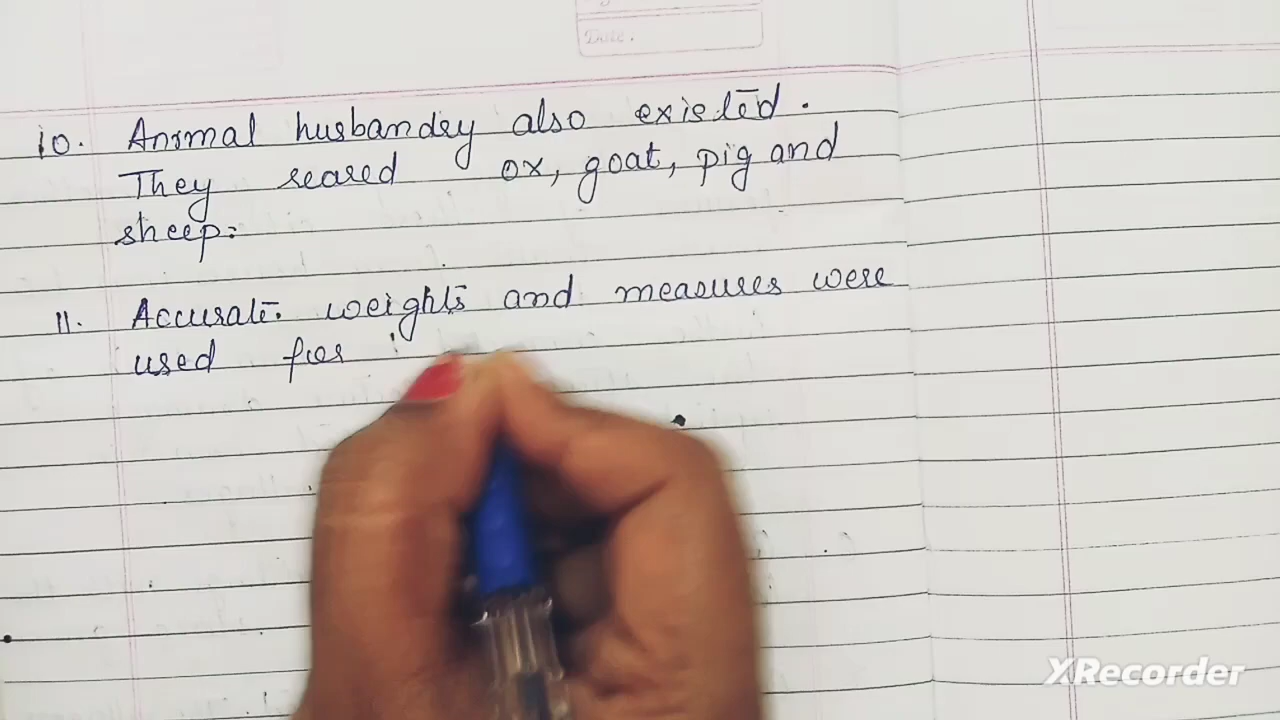 Date:
10. Animal husbandry also existed.
They reared ox, goat, pig and
sheep.
11. Accurate weights and measures were
used for
XRecorder